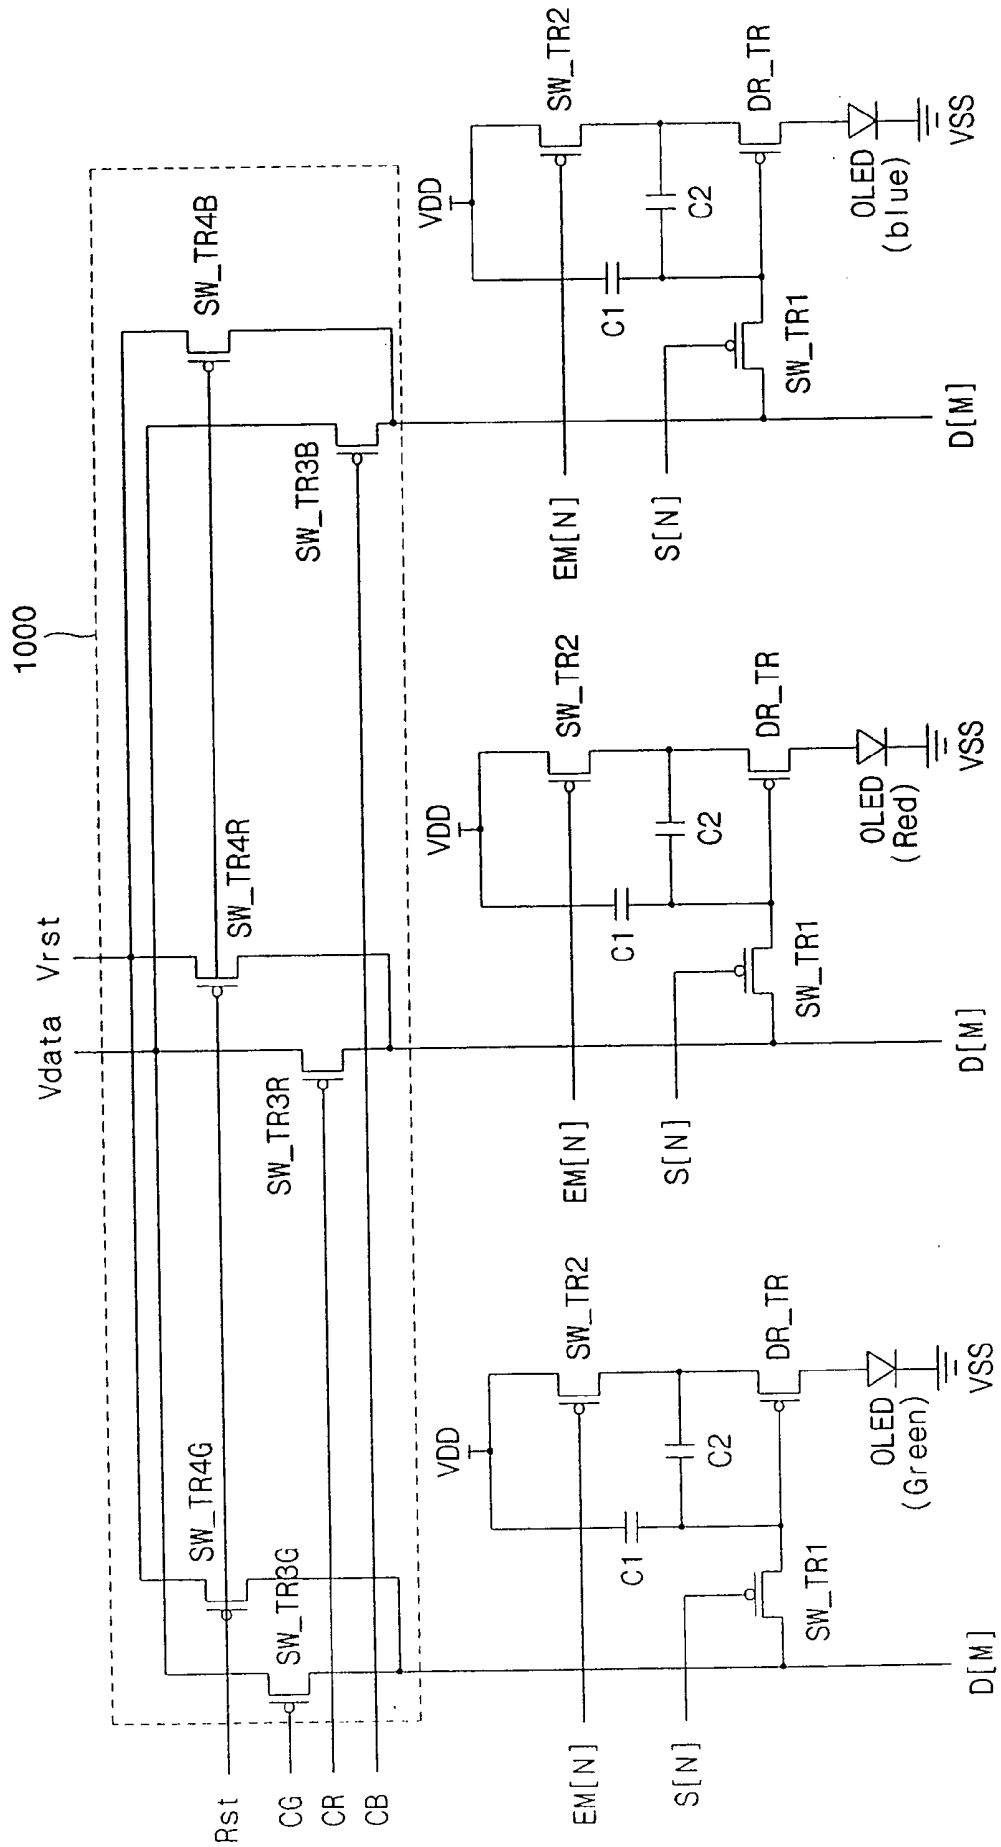 1000
Vdata
Vrst
SW_TR4G
SW_TR4R
SW_TR4B
SW_TR3G
SW_TR3R
SW_TR3B
Rst
CG
CR
CB
VDD
SW_TR2
C1
C2
EM[N]
S[N]
SW_TR1
DR_TR
OLED
(Green)
VSS
D[M]
VDD
SW_TR2
C1
C2
EM[N]
S[N]
SW_TR1
DR_TR
OLED
(Red)
VSS
D[M]
VDD
SW_TR2
C1
C2
EM[N]
S[N]
SW_TR1
DR_TR
OLED
(blue)
VSS
D[M]